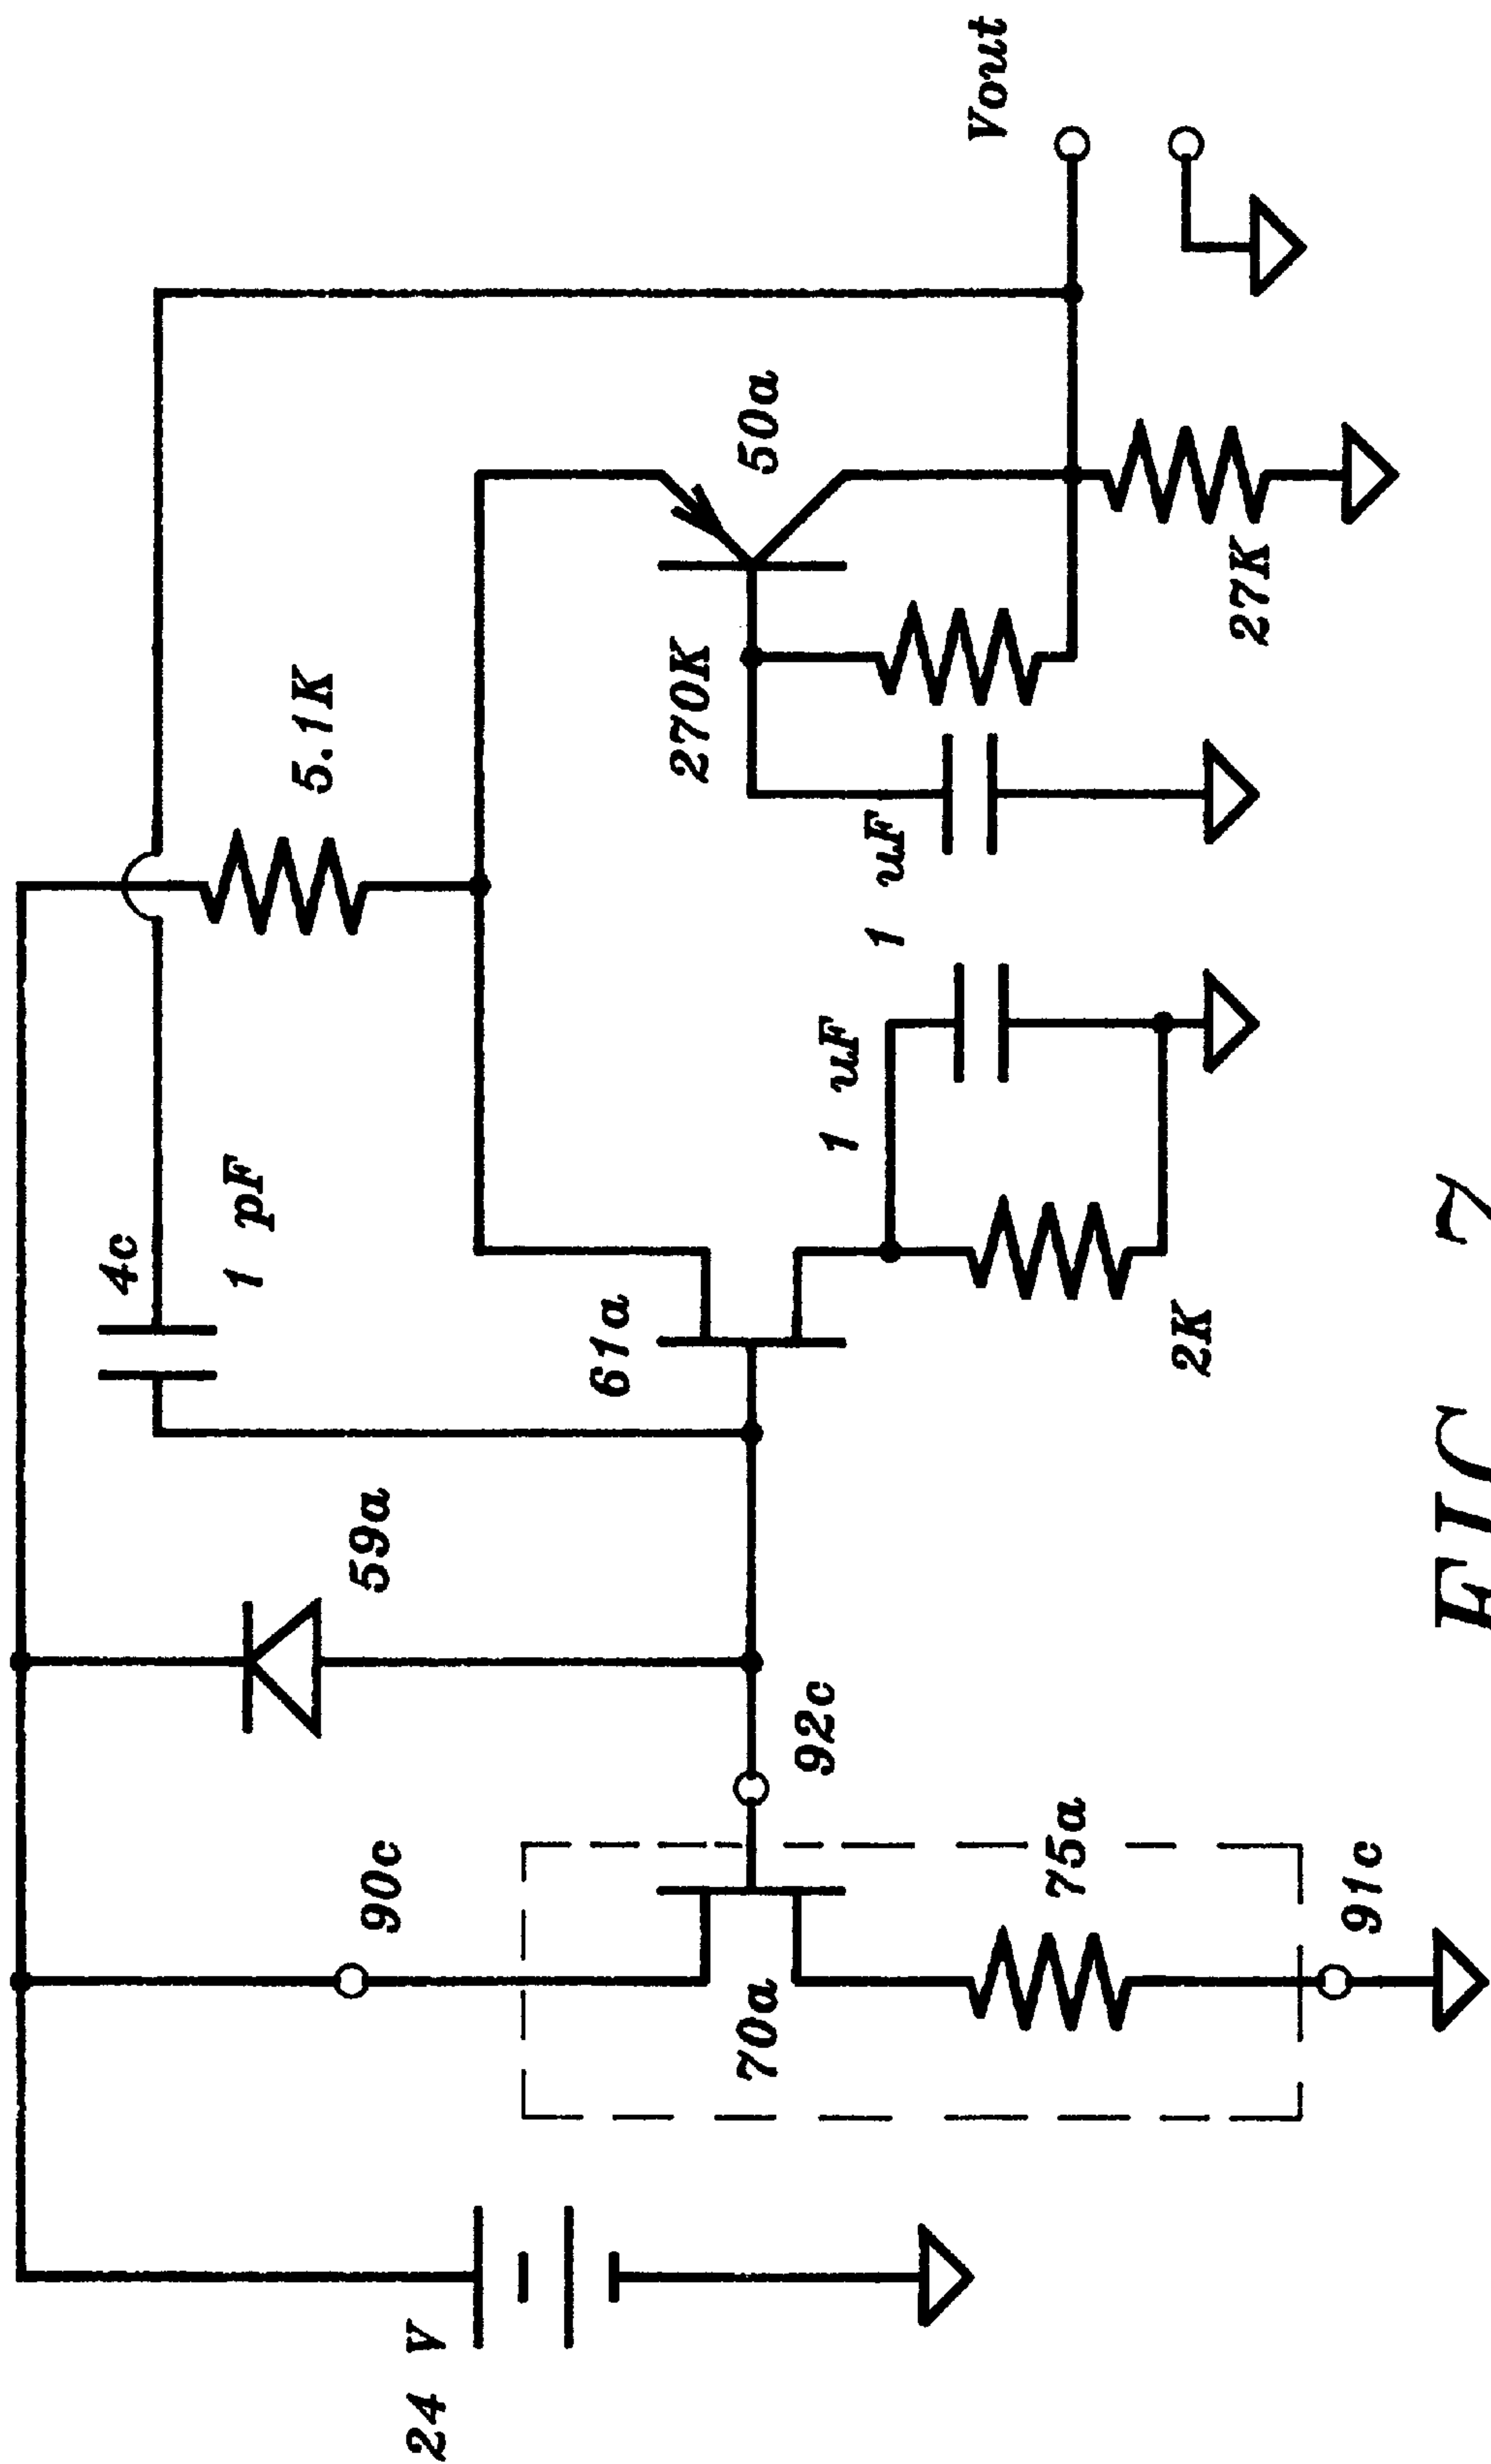 4c
1 pF
5.1K
59a
90c
24 V
61a
270K
70a
50a
92c
1 uF
1 uF
Vout
75a
2K
27K
91c
FIG 7